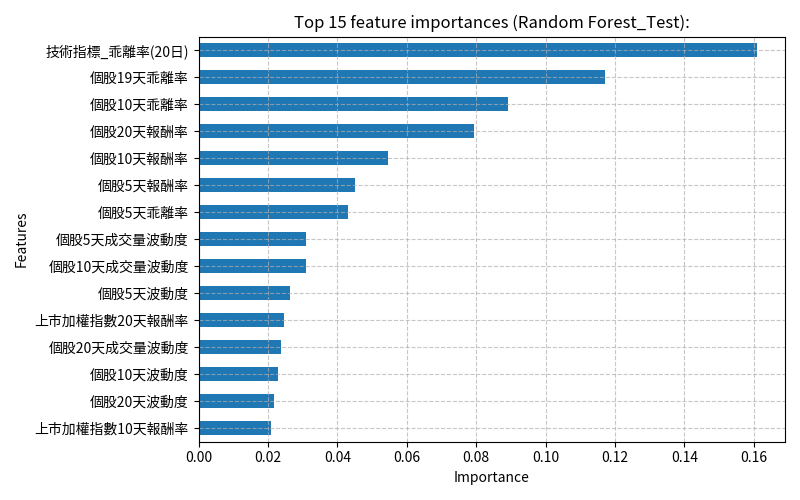 Top 15 feature importances (Random Forest_Test):
技術指標_乖離率(20日)
個股19天乖離率
個股10天乖離率
個股20天報酬率
個股10天報酬率
個股5天報酬率
個股5天乖離率
個股5天成交量波動度
個股10天成交量波動度
個股5天波動度
上市加權指數20天報酬率
個股20天成交量波動度
個股10天波動度
個股20天波動度
上市加權指數10天報酬率
Features
0.00 0.02 0.04 0.06 0.08 0.10 0.12 0.14 0.16
Importance